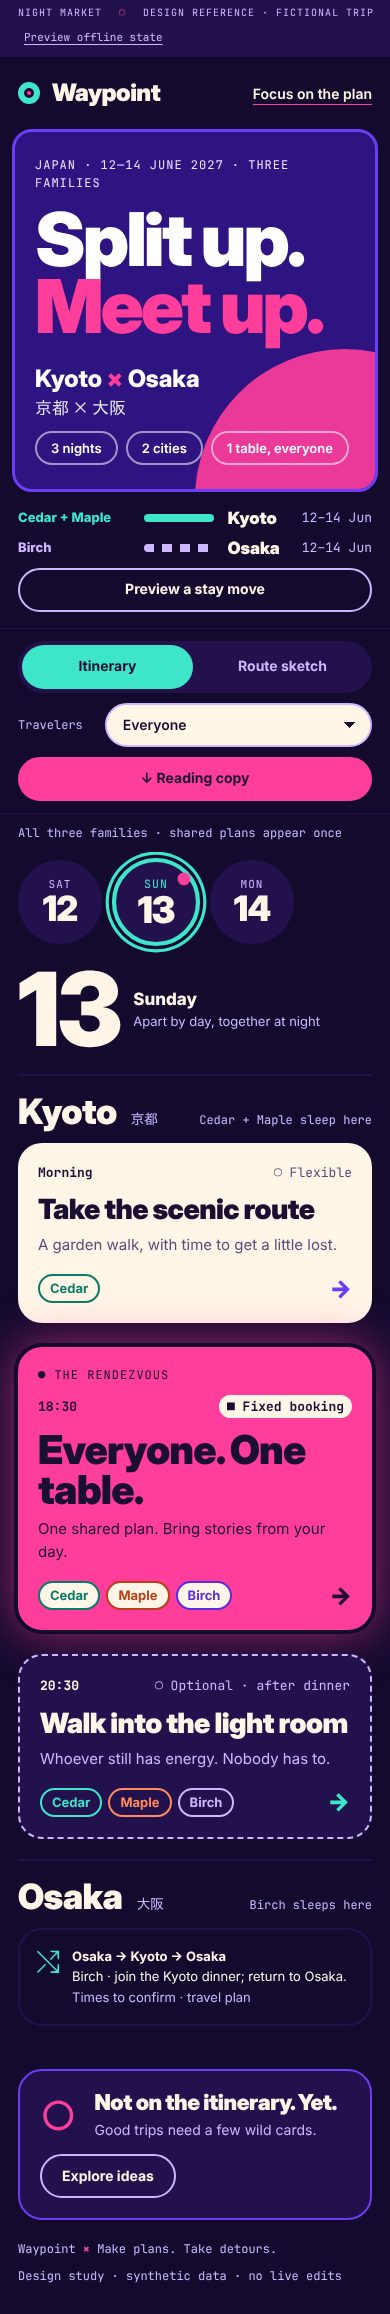 NIGHT MARKET ○ DESIGN REFERENCE · FICTIONAL TRIP
Preview offline state
Waypoint
Focus on the plan
JAPAN · 12–14 JUNE 2027 · THREE
FAMILIES
Split up.
Meet up.
Kyoto × Osaka
京都 × 大阪
3 nights
2 cities
1 table, everyone
Cedar + Maple Kyoto 12–14 Jun
Birch Osaka 12–14 Jun
Preview a stay move
Itinerary
Route sketch
Travelers
Everyone
↓ Reading copy
All three families · shared plans appear once
SAT
12
SUN
13
MON
14
13
Sunday
Apart by day, together at night
Kyoto 京都 Cedar + Maple sleep here
Morning ○ Flexible
Take the scenic route
A garden walk, with time to get a little lost.
Cedar →
● THE RENDEZVOUS
18:30 ■ Fixed booking
Everyone. One
table.
One shared plan. Bring stories from your
day.
Cedar Maple Birch →
20:30 ○ Optional · after dinner
Walk into the light room
Whoever still has energy. Nobody has to.
Cedar Maple Birch →
Osaka 大阪 Birch sleeps here
Osaka → Kyoto → Osaka
Birch · join the Kyoto dinner; return to Osaka.
Times to confirm · travel plan
Not on the itinerary. Yet.
Good trips need a few wild cards.
Explore ideas
Waypoint × Make plans. Take detours.
Design study · synthetic data · no live edits